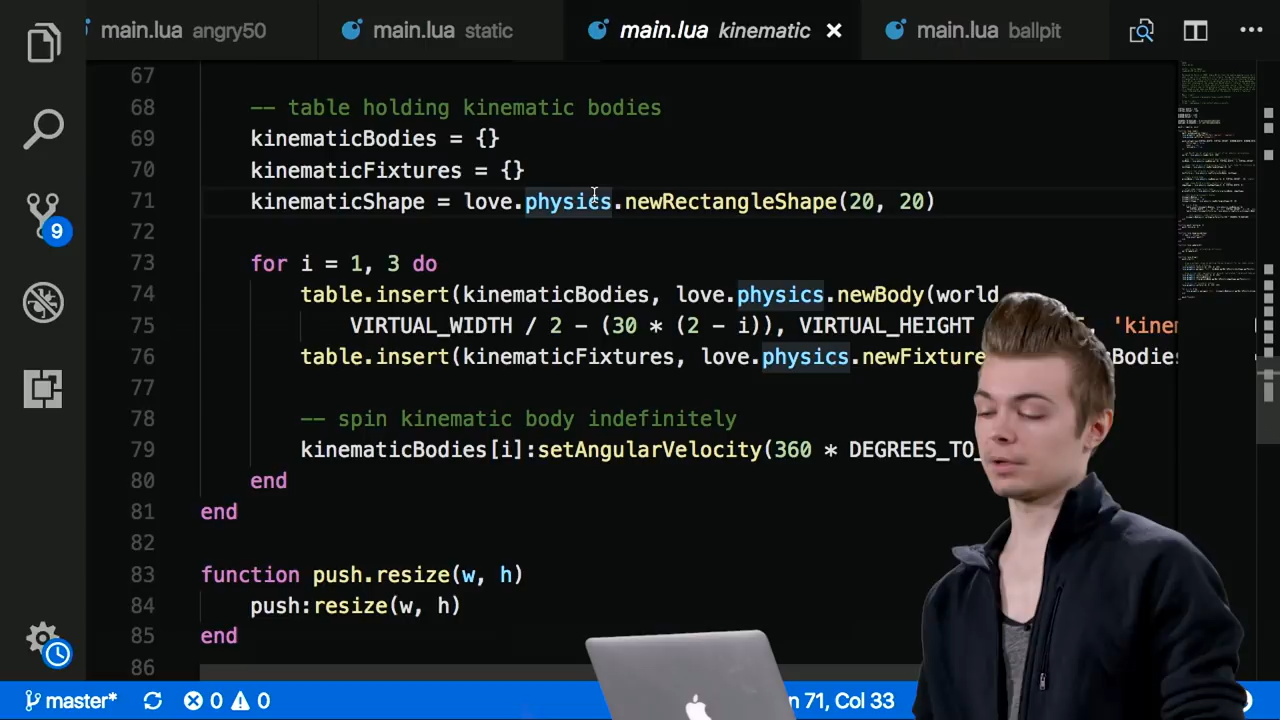 main.lua angry50 main.lua static main.lua kinematic main.lua ballpit
67
68 -- table holding kinematic bodies
69 kinematicBodies = {}
70 kinematicFixtures = {}
71 kinematicShape = love.physics.newRectangleShape(20, 20)
72
73 for i = 1, 3 do
74 table.insert(kinematicBodies, love.physics.newBody(world
75 VIRTUAL_WIDTH / 2 - (30 * (2 - i)), VIRTUAL_HEIGHT , 'kinem
76 table.insert(kinematicFixtures, love.physics.newFixture Bodies
77
78 -- spin kinematic body indefinitely
79 kinematicBodies[i]:setAngularVelocity(360 * DEGREES_TO_
80 end
81 end
82
83 function push.resize(w, h)
84 push:resize(w, h)
85 end
86
9
master* 0 0 Ln 71, Col 33